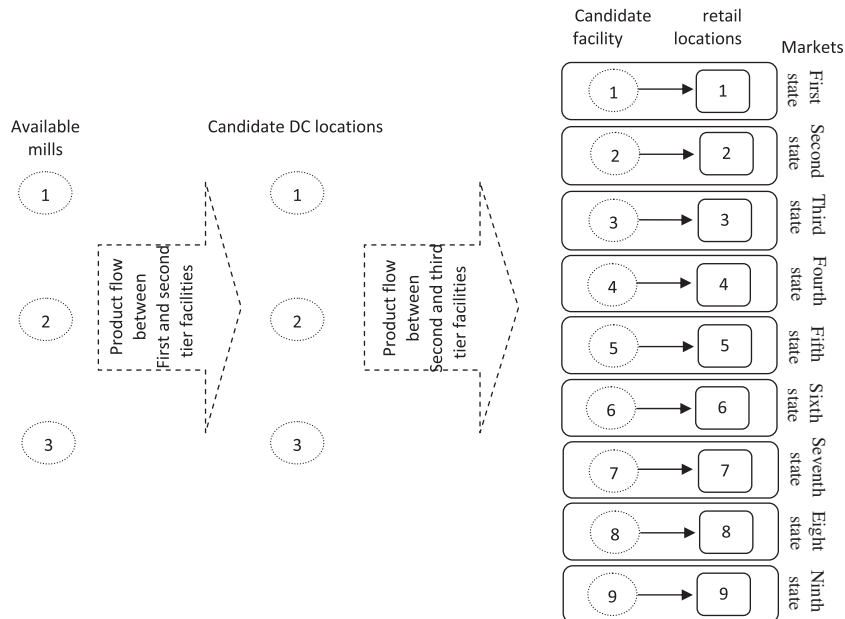 Available
mills
1
2
3
Product flow
between
First and second
tier facilities
Candidate DC locations
1
2
3
Product flow
between
Second and third
tier facilities
Candidate
facility
retail
locations
Markets
1
1
First
state
2
2
Second
state
3
3
Third
state
4
4
Fourth
state
5
5
Fifth
state
6
6
Sixth
state
7
7
Seventh
state
8
8
Eight
state
9
9
Ninth
state